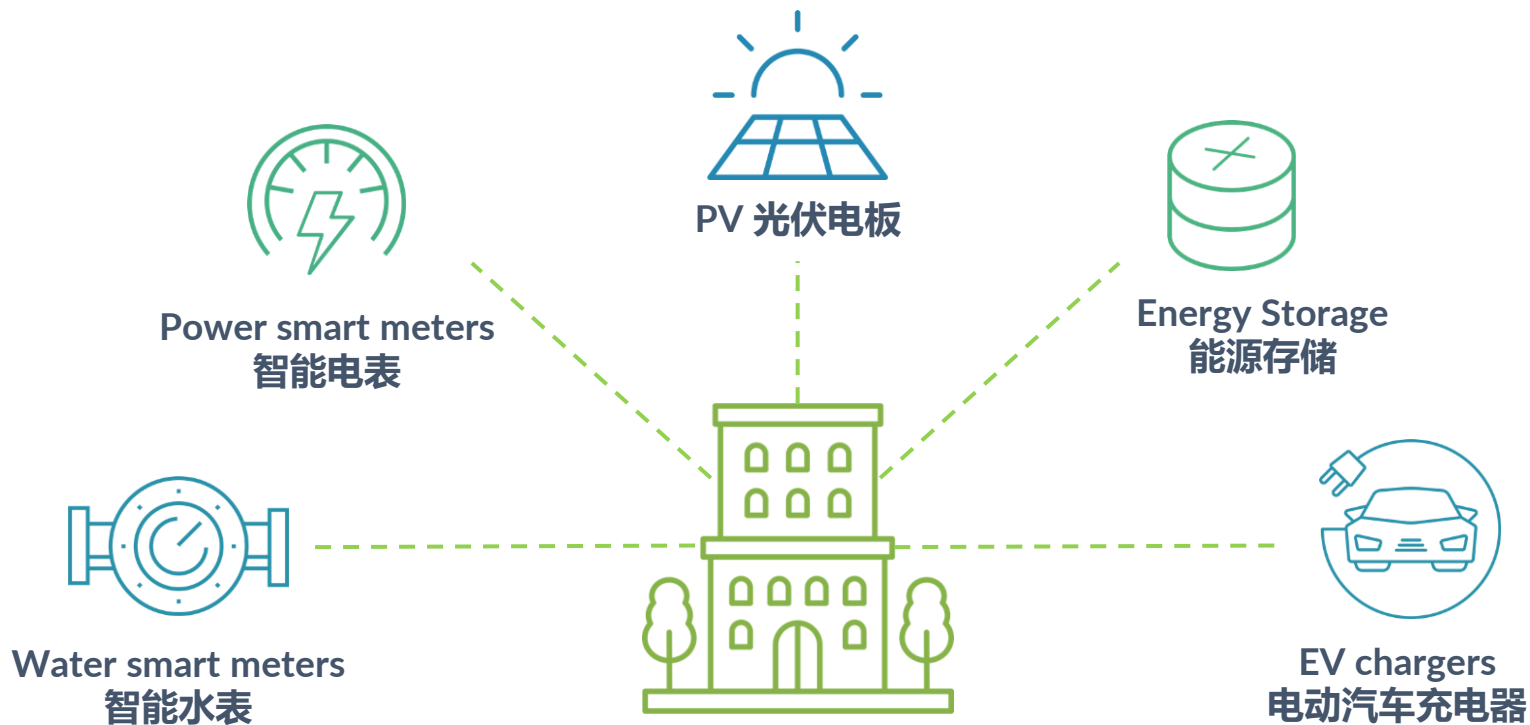 PV 光伏电板
Power smart meters
智能电表
Energy Storage
能源存储
Water smart meters
智能水表
EV chargers
电动汽车充电器